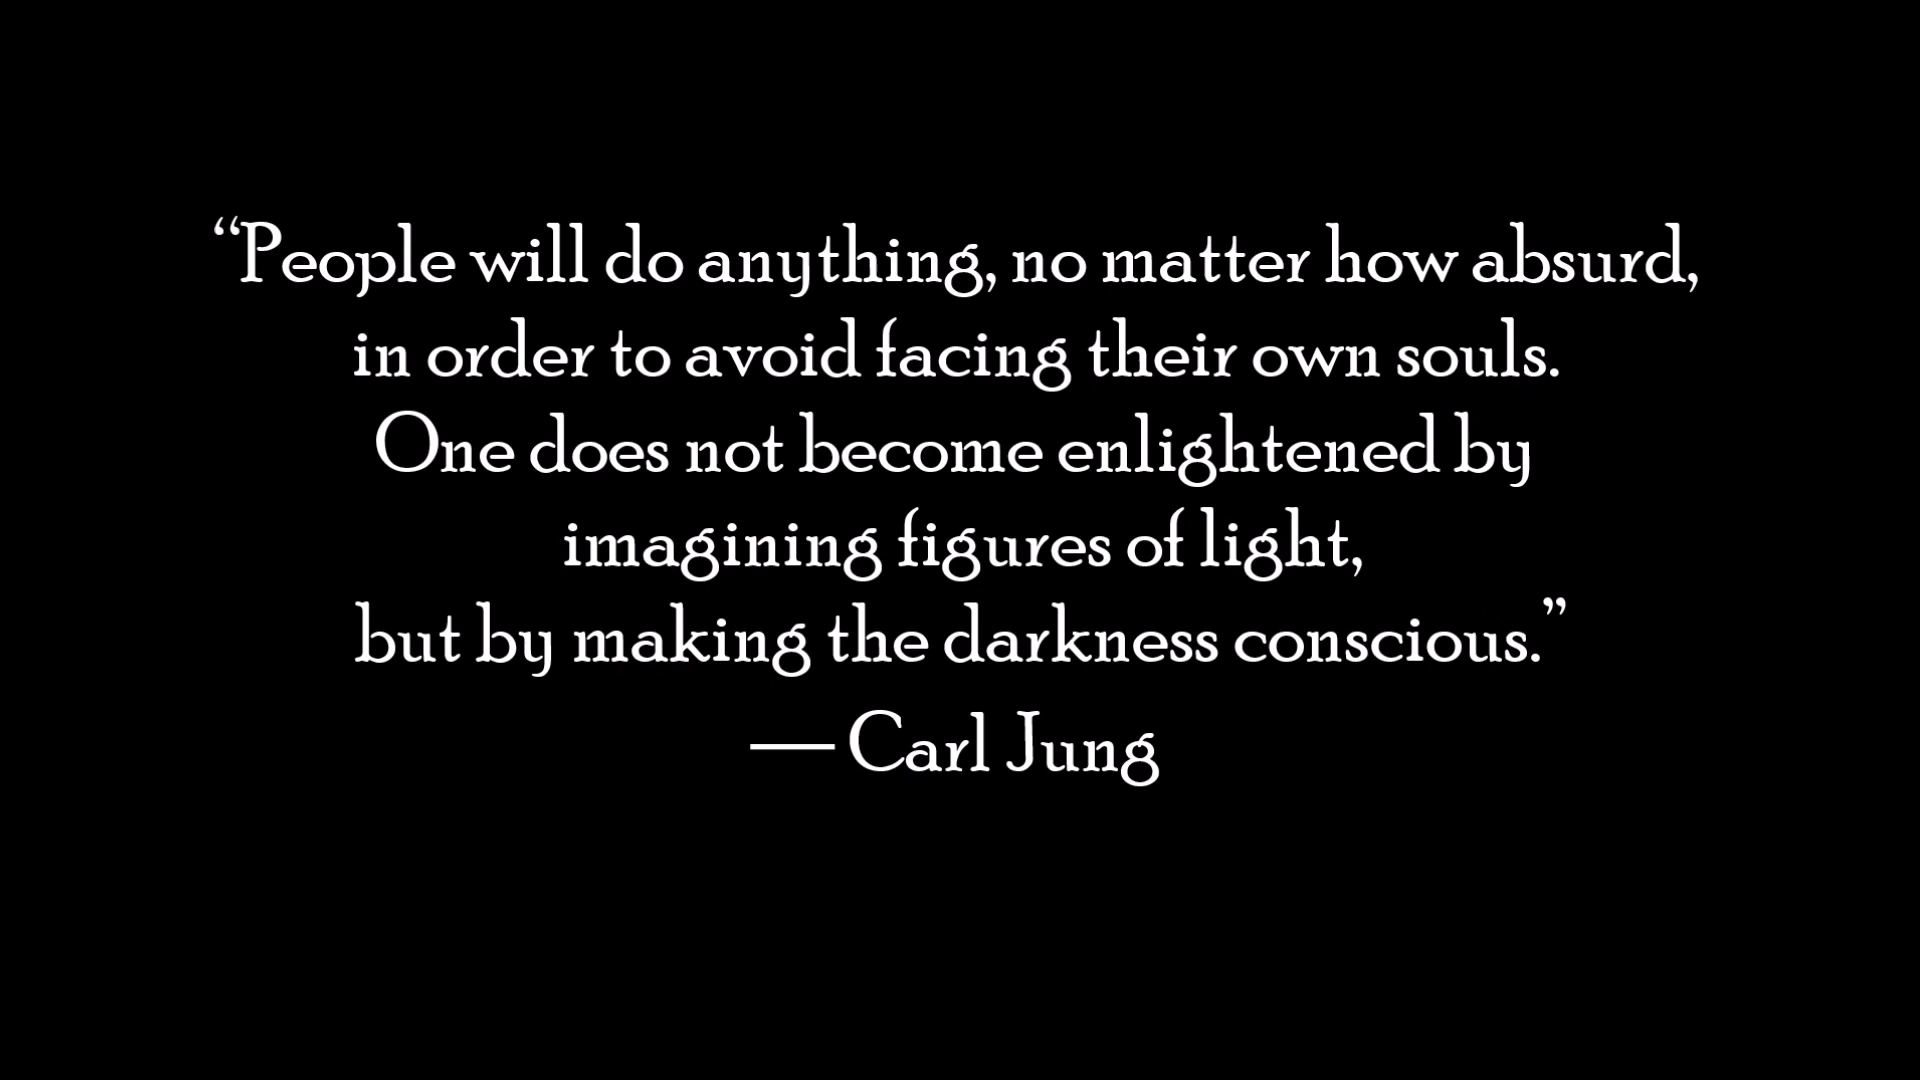 “People will do anything, no matter how absurd,
in order to avoid facing their own souls.
One does not become enlightened by
imagining figures of light,
but by making the darkness conscious.”
— Carl Jung